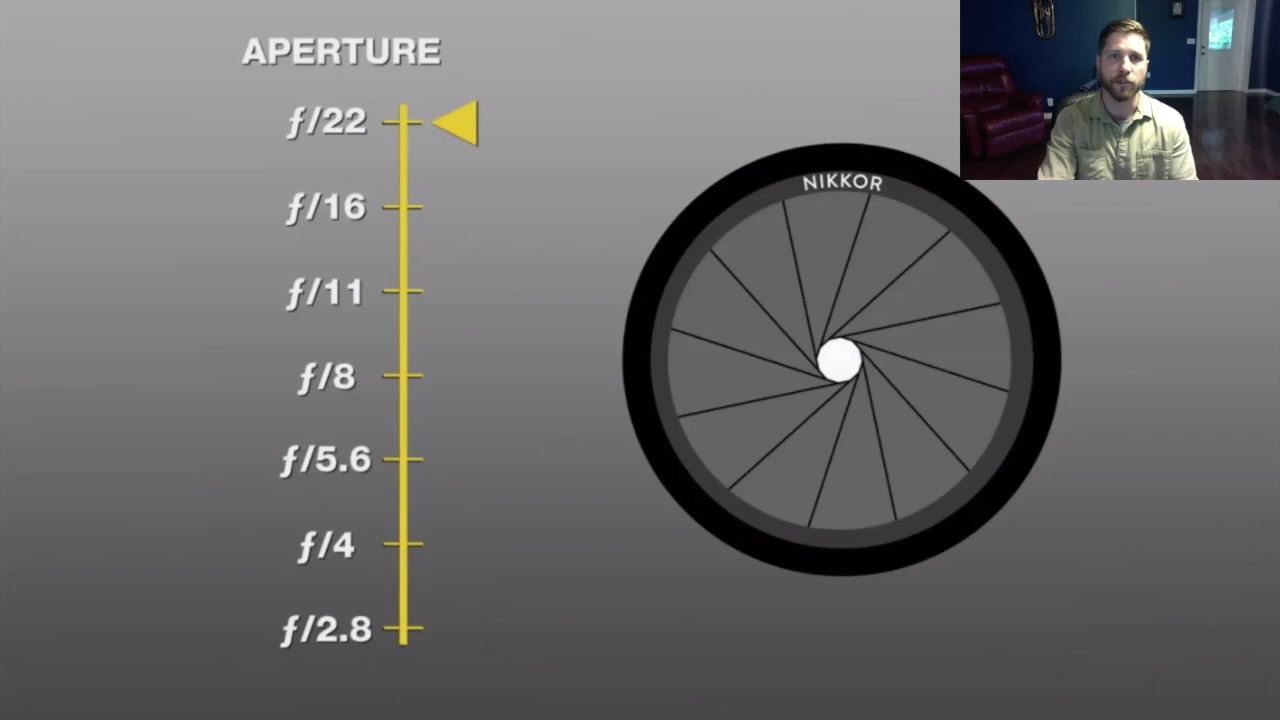 APERTURE
ƒ/22
ƒ/16
ƒ/11
ƒ/8
ƒ/5.6
ƒ/4
ƒ/2.8
NIKKOR